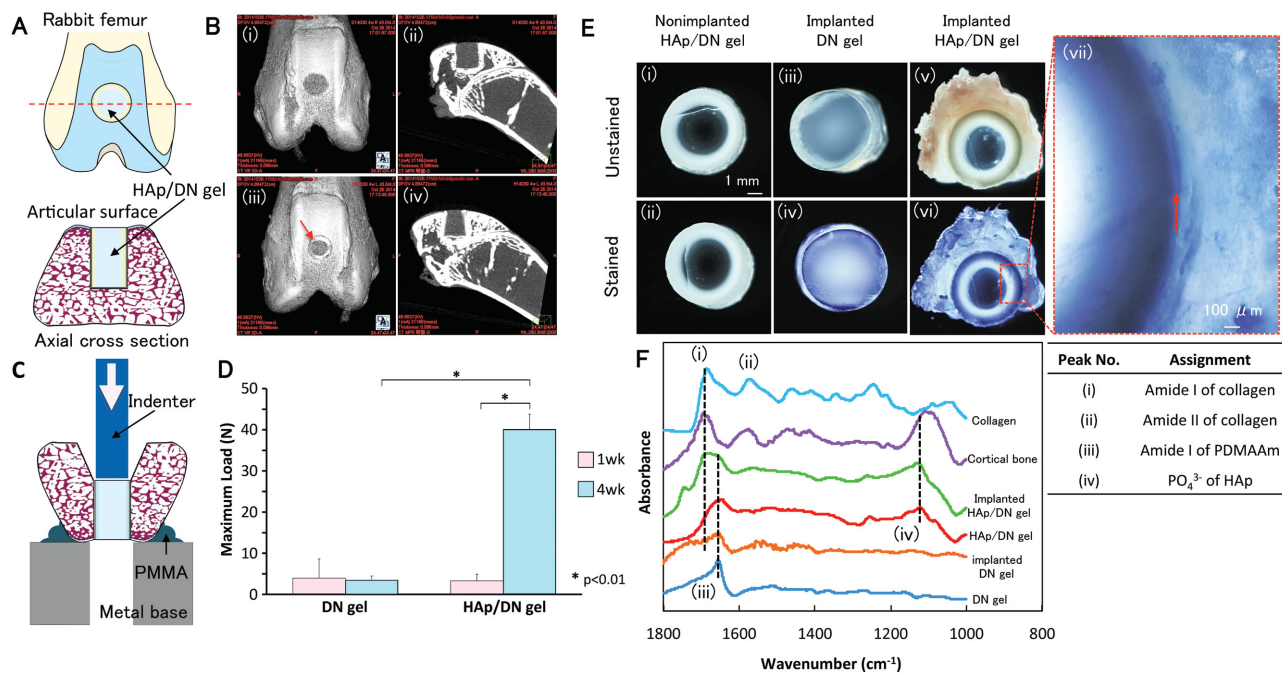 A
Rabbit femur
HAp/DN gel
Articular surface
Axial cross section
B
(i)
(ii)
(iii)
(iv)
C
Indenter
PMMA
Metal base
D
Maximum Load (N)
50
45
40
35
30
25
20
15
10
5
0
*
*
1wk
4wk
* p<0.01
DN gel
HAp/DN gel
E
Nonimplanted
HAp/DN gel
Implanted
DN gel
Implanted
HAp/DN gel
Unstained
Stained
(i)
1 mm
(iii)
(v)
(ii)
(iv)
(vi)
(vii)
100 μm
F
Absorbance
(i)
(ii)
(iii)
(iv)
Collagen
Cortical bone
Implanted
HAp/DN gel
HAp/DN gel
implanted
DN gel
DN gel
1800
1600
1400
1200
1000
800
Wavenumber (cm⁻¹)
Peak No. Assignment
(i) Amide I of collagen
(ii) Amide II of collagen
(iii) Amide I of PDMAAm
(iv) PO₄³⁻ of HAp